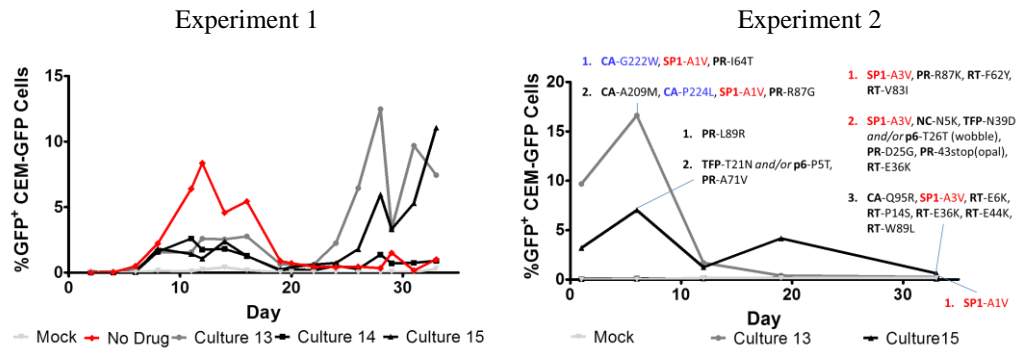 Experiment 1
Experiment 2
%GFP+ CEM-GFP Cells
15
10
5
0
0 10 20 30
Day
Mock No Drug Culture 13 Culture 14 Culture 15
%GFP+ CEM-GFP Cells
20
15
10
5
0
0 10 20 30
Day
Mock Culture 13 Culture15
1. CA-G222W, SP1-A1V, PR-I64T
2. CA-A209M, CA-P224L, SP1-A1V, PR-R87G
1. PR-L89R
2. TFP-T21N and/or p6-P5T,
PR-A71V
1. SP1-A3V, PR-R87K, RT-F62Y,
RT-V83I
2. SP1-A3V, NC-N5K, TFP-N39D
and/or p6-T26T (wobble),
PR-D25G, PR-43stop(opal),
RT-E36K
3. CA-Q95R, SP1-A3V, RT-E6K,
RT-P14S, RT-E36K, RT-E44K,
RT-W89L
1. SP1-A1V